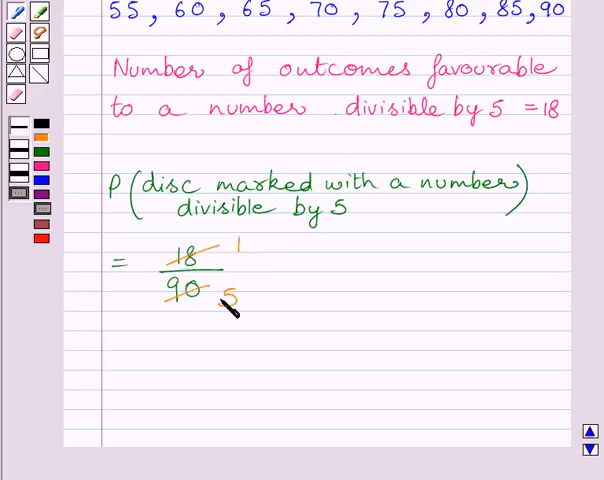 55, 60, 65, 70, 75, 80, 85, 90
Number of outcomes favourable
to a number divisible by 5 = 18
P (disc marked with a number
divisible by 5)
= 18 1
90 5